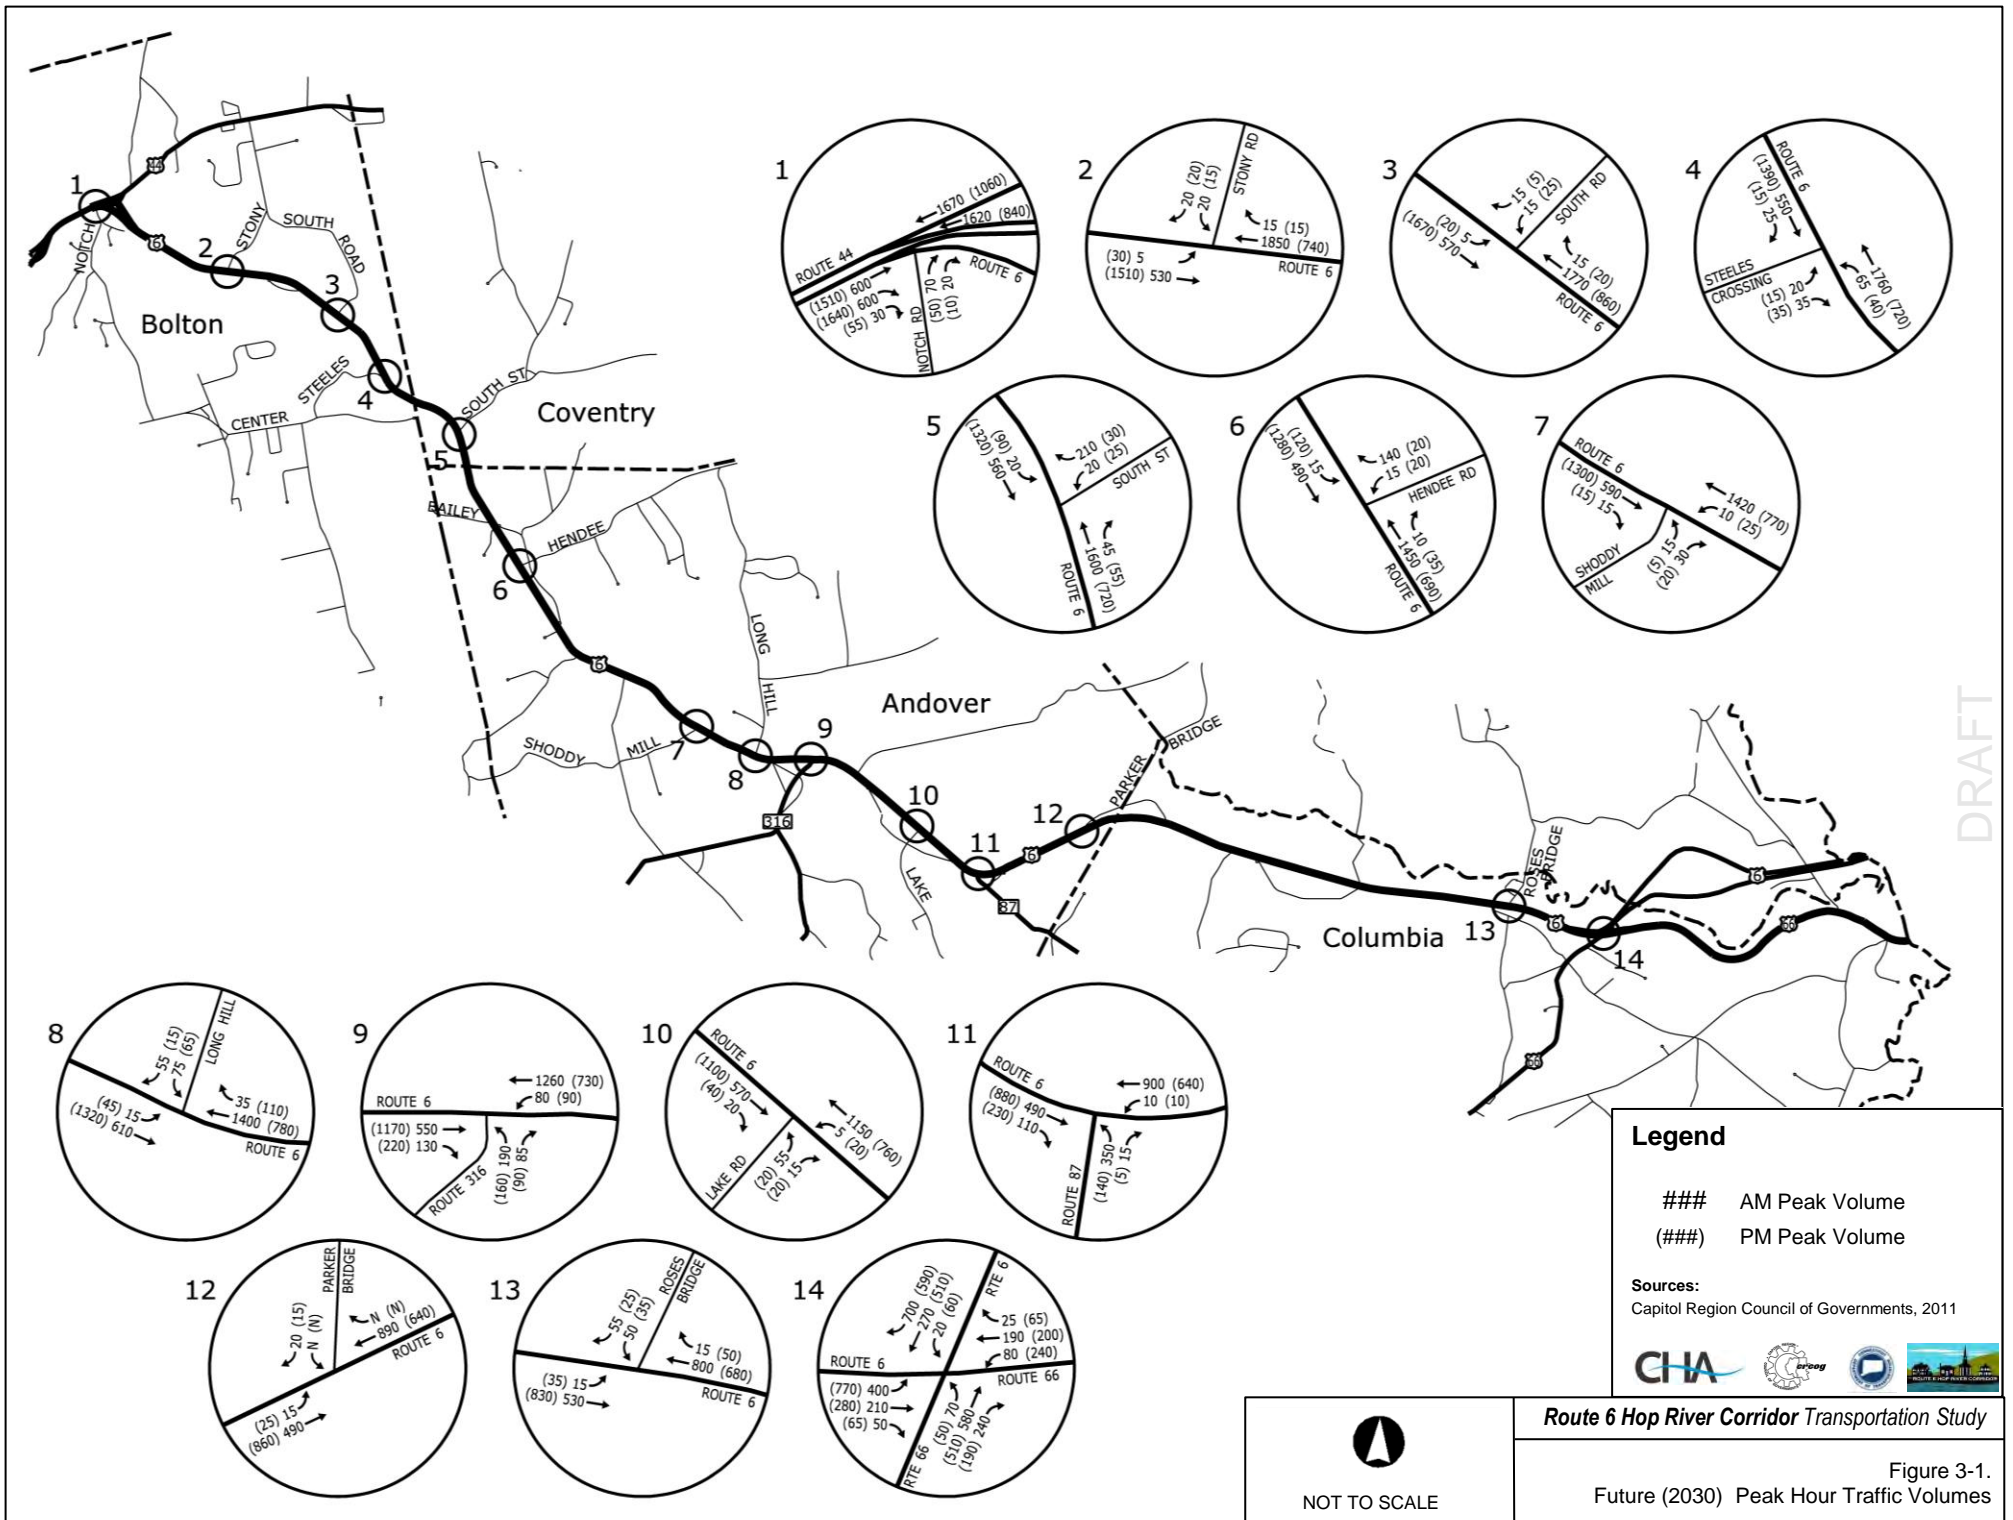 44
1
6
NOTCH
2
STONY
SOUTH
ROAD
3
Bolton
STEELES
4
CENTER
SOUTH ST
5
Coventry
BAILEY
HENDEE
6
LONG
HILL
6
SHODDY
MILL
7
8
9
316
Andover
10
LAKE
11
87
6
12
PARKER
BRIDGE
Columbia
13
ROSES
BRIDGE
6
14
6
66
66
DRAFT
1
1670 (1060)
1620 (840)
ROUTE 44
ROUTE 6
(1510) 600
(1640) 600
(55) 30
NOTCH RD
(50) 70
(10) 20
2
20 (20)
20 (15)
STONY RD
15 (15)
1850 (740)
(30) 5
(1510) 530
ROUTE 6
3
15 (5)
15 (25)
SOUTH RD
(20) 5
(1670) 570
15 (20)
1770 (860)
ROUTE 6
4
ROUTE 6
(1390) 550
(15) 25
STEELES
CROSSING
(15) 20
(35) 35
1760 (720)
65 (40)
5
(90) 20
(1320) 560
210 (30)
20 (25)
SOUTH ST
45 (55)
1600 (720)
ROUTE 6
6
(120) 15
(1280) 490
140 (20)
15 (20)
HENDEE RD
10 (35)
1450 (690)
ROUTE 6
7
ROUTE 6
(1300) 590
(15) 15
1420 (770)
10 (25)
SHODDY
MILL
(5) 15
(20) 30
8
55 (15)
75 (65)
LONG HILL
35 (110)
1400 (780)
(45) 15
(1320) 610
ROUTE 6
9
1260 (730)
80 (90)
ROUTE 6
(1170) 550
(220) 130
ROUTE 316
(160) 190
(90) 85
10
ROUTE 6
(1100) 570
(40) 20
1150 (760)
5 (20)
LAKE RD
(20) 55
(20) 15
11
ROUTE 6
900 (640)
10 (10)
(880) 490
(230) 110
ROUTE 87
(140) 350
(5) 15
12
PARKER
BRIDGE
20 (15)
N (N)
N (N)
890 (640)
ROUTE 6
(25) 15
(860) 490
13
55 (25)
50 (35)
ROSES
BRIDGE
15 (50)
800 (680)
(35) 15
(830) 530
ROUTE 6
14
700 (590)
270 (510)
20 (60)
RTE 6
25 (65)
190 (200)
80 (240)
ROUTE 6
ROUTE 66
(770) 400
(280) 210
(65) 50
RTE 66
(50) 70
(510) 580
(190) 240
Legend
### AM Peak Volume
(###) PM Peak Volume
Sources:
Capitol Region Council of Governments, 2011
CHA
crcog
ROUTE 6 HOP RIVER CORRIDOR
NOT TO SCALE
Route 6 Hop River Corridor Transportation Study
Figure 3-1.
Future (2030) Peak Hour Traffic Volumes